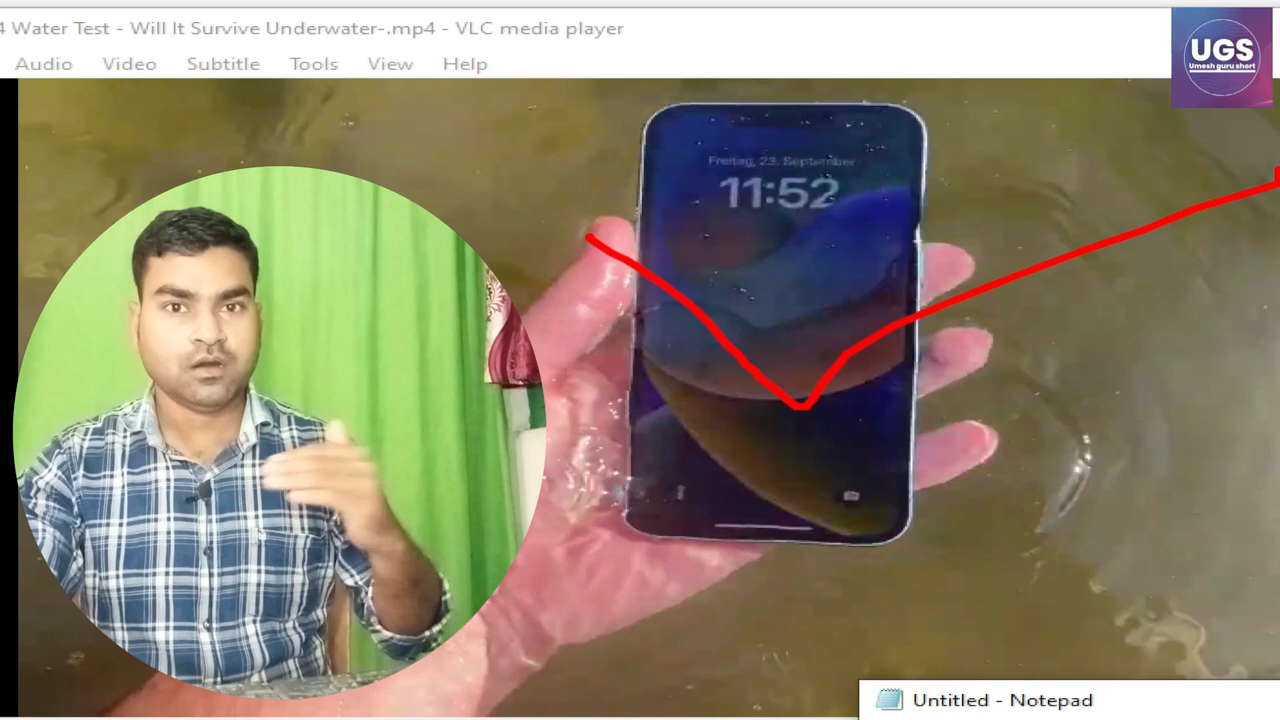 4 Water Test - Will It Survive Underwater-.mp4 - VLC media player
Audio Video Subtitle Tools View Help
UGS
Umesh guru short
Freitag, 23. September
11:52
Untitled - Notepad